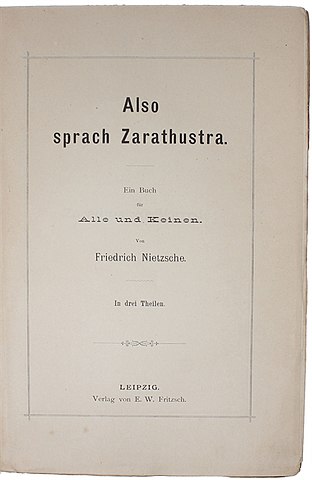 Also
sprach Zarathustra.
Ein Buch
für
Alle und Keinen.
Von
Friedrich Nietzsche.
In drei Theilen.
LEIPZIG.
Verlag von E. W. Fritzsch.